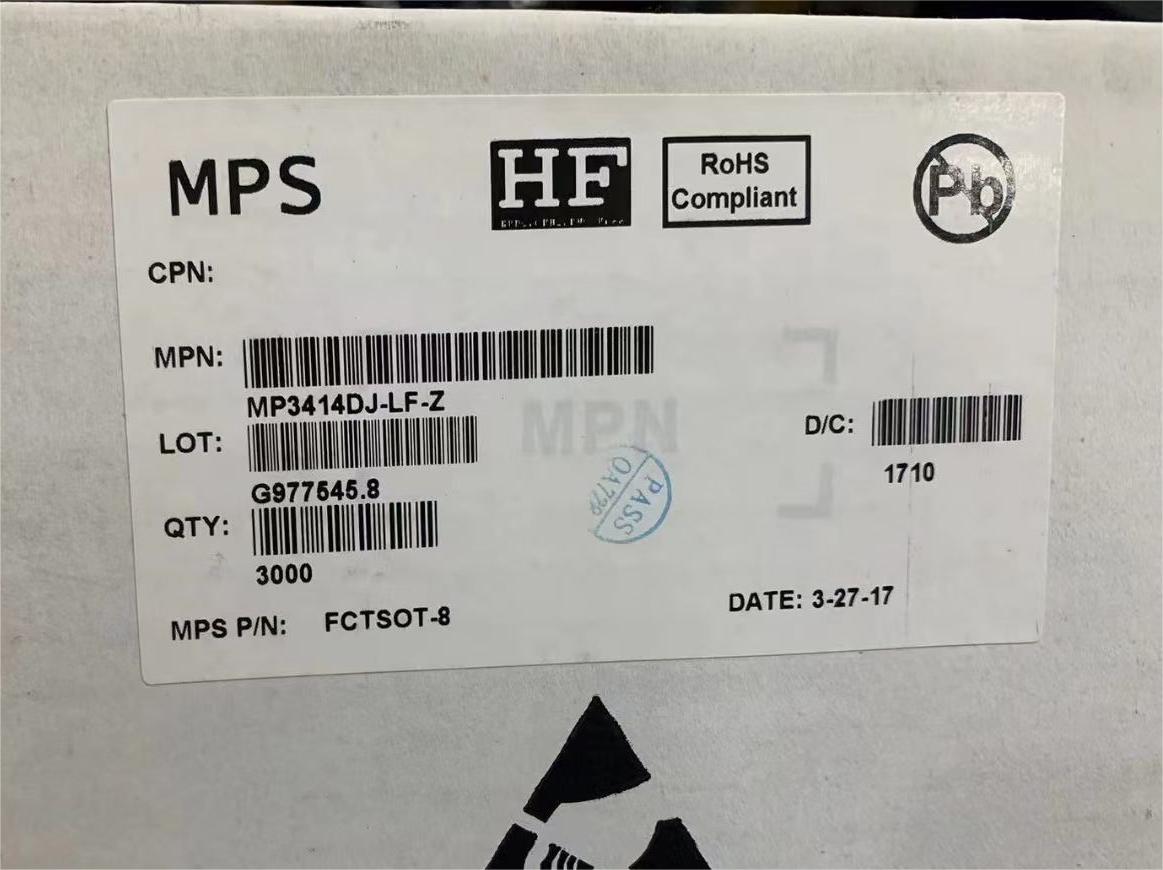 MPS
HF
RoHS
Compliant
Pb
CPN:
MPN:
MP3414DJ-LF-Z
LOT:
G977545.8
D/C:
1710
QTY:
3000
MPN
PASS
MPS P/N: FCTSOT-8
DATE: 3-27-17